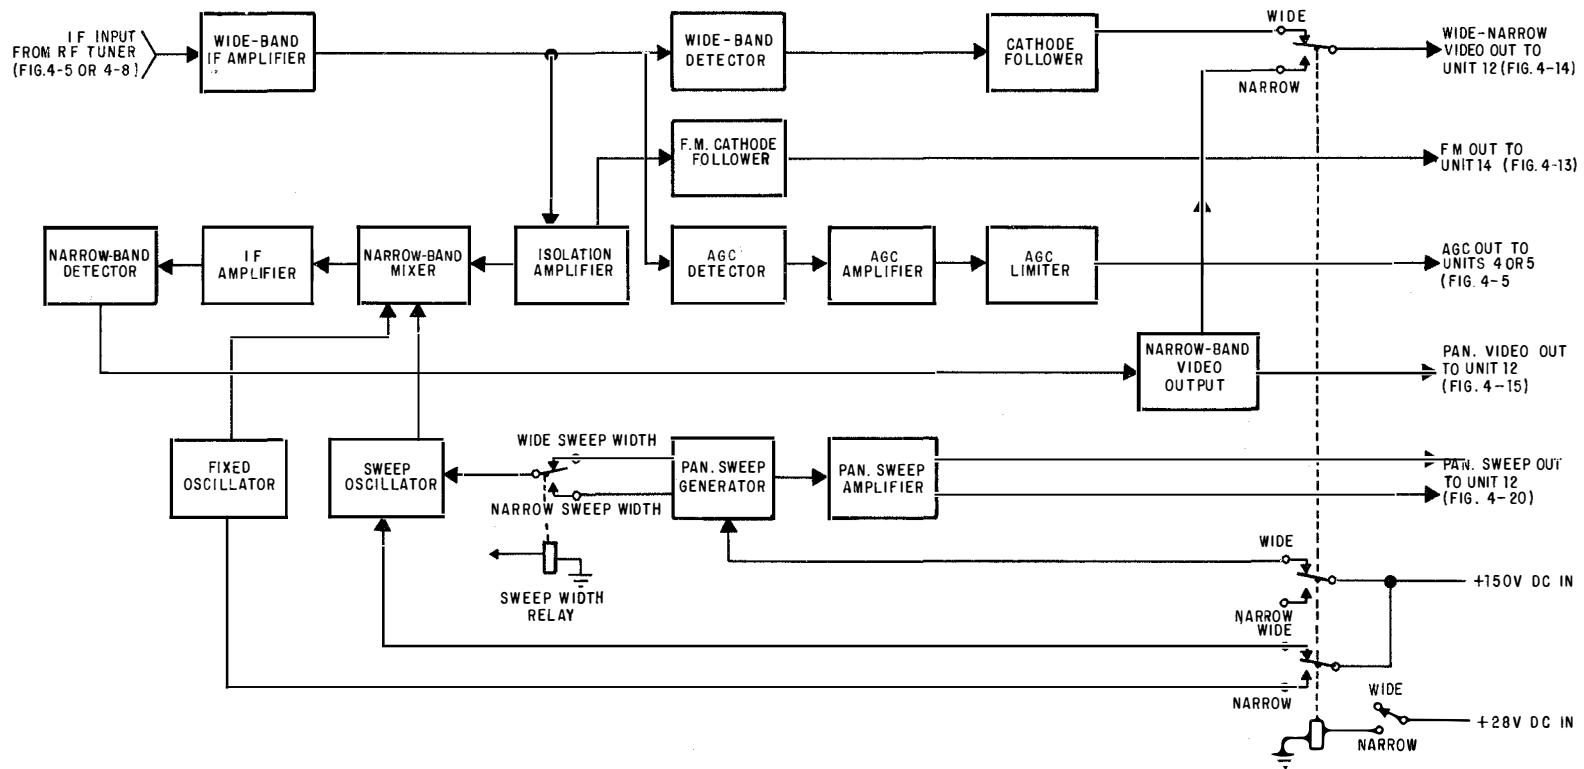 IF INPUT
FROM RF TUNER
(FIG.4-5 OR 4-8)
WIDE-BAND
IF AMPLIFIER
WIDE-BAND
DETECTOR
CATHODE
FOLLOWER
WIDE
NARROW
WIDE-NARROW
VIDEO OUT TO
UNIT 12 (FIG. 4-14)
F.M. CATHODE
FOLLOWER
FM OUT TO
UNIT 14 (FIG. 4-13)
NARROW-BAND
DETECTOR
IF
AMPLIFIER
NARROW-BAND
MIXER
ISOLATION
AMPLIFIER
AGC
DETECTOR
AGC
AMPLIFIER
AGC
LIMITER
AGC OUT TO
UNITS 4 OR 5
(FIG. 4-5
NARROW-BAND
VIDEO
OUTPUT
PAN. VIDEO OUT
TO UNIT 12
(FIG. 4-15)
FIXED
OSCILLATOR
SWEEP
OSCILLATOR
WIDE SWEEP WIDTH
NARROW SWEEP WIDTH
PAN. SWEEP
GENERATOR
PAN. SWEEP
AMPLIFIER
PAN. SWEEP OUT
TO UNIT 12
(FIG. 4-20)
SWEEP WIDTH
RELAY
WIDE
NARROW
+150V DC IN
WIDE
NARROW
WIDE
NARROW
+28V DC IN